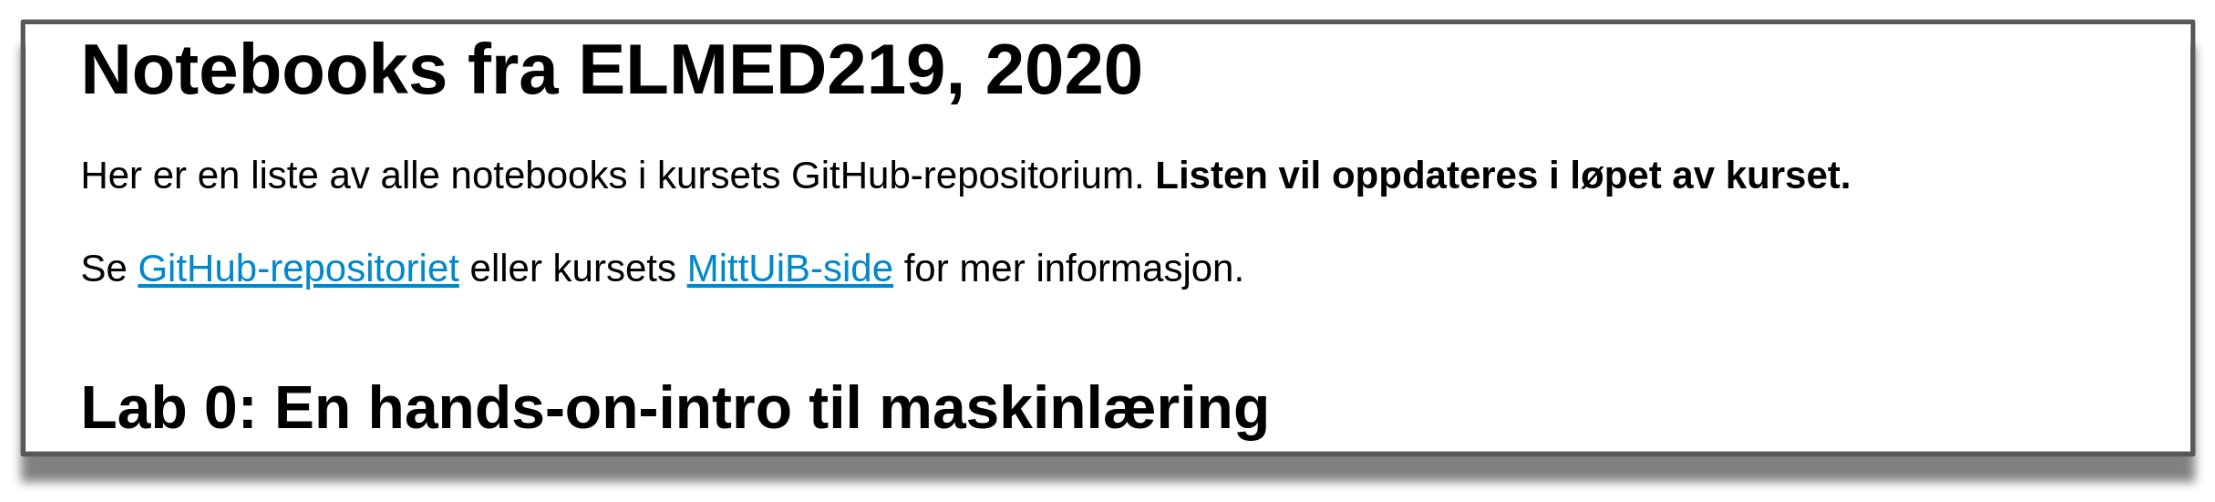 Notebooks fra ELMED219, 2020
Her er en liste av alle notebooks i kursets GitHub-repositorium. Listen vil oppdateres i løpet av kurset.
Se GitHub-repositoriet eller kursets MittUiB-side for mer informasjon.
Lab 0: En hands-on-intro til maskinlæring